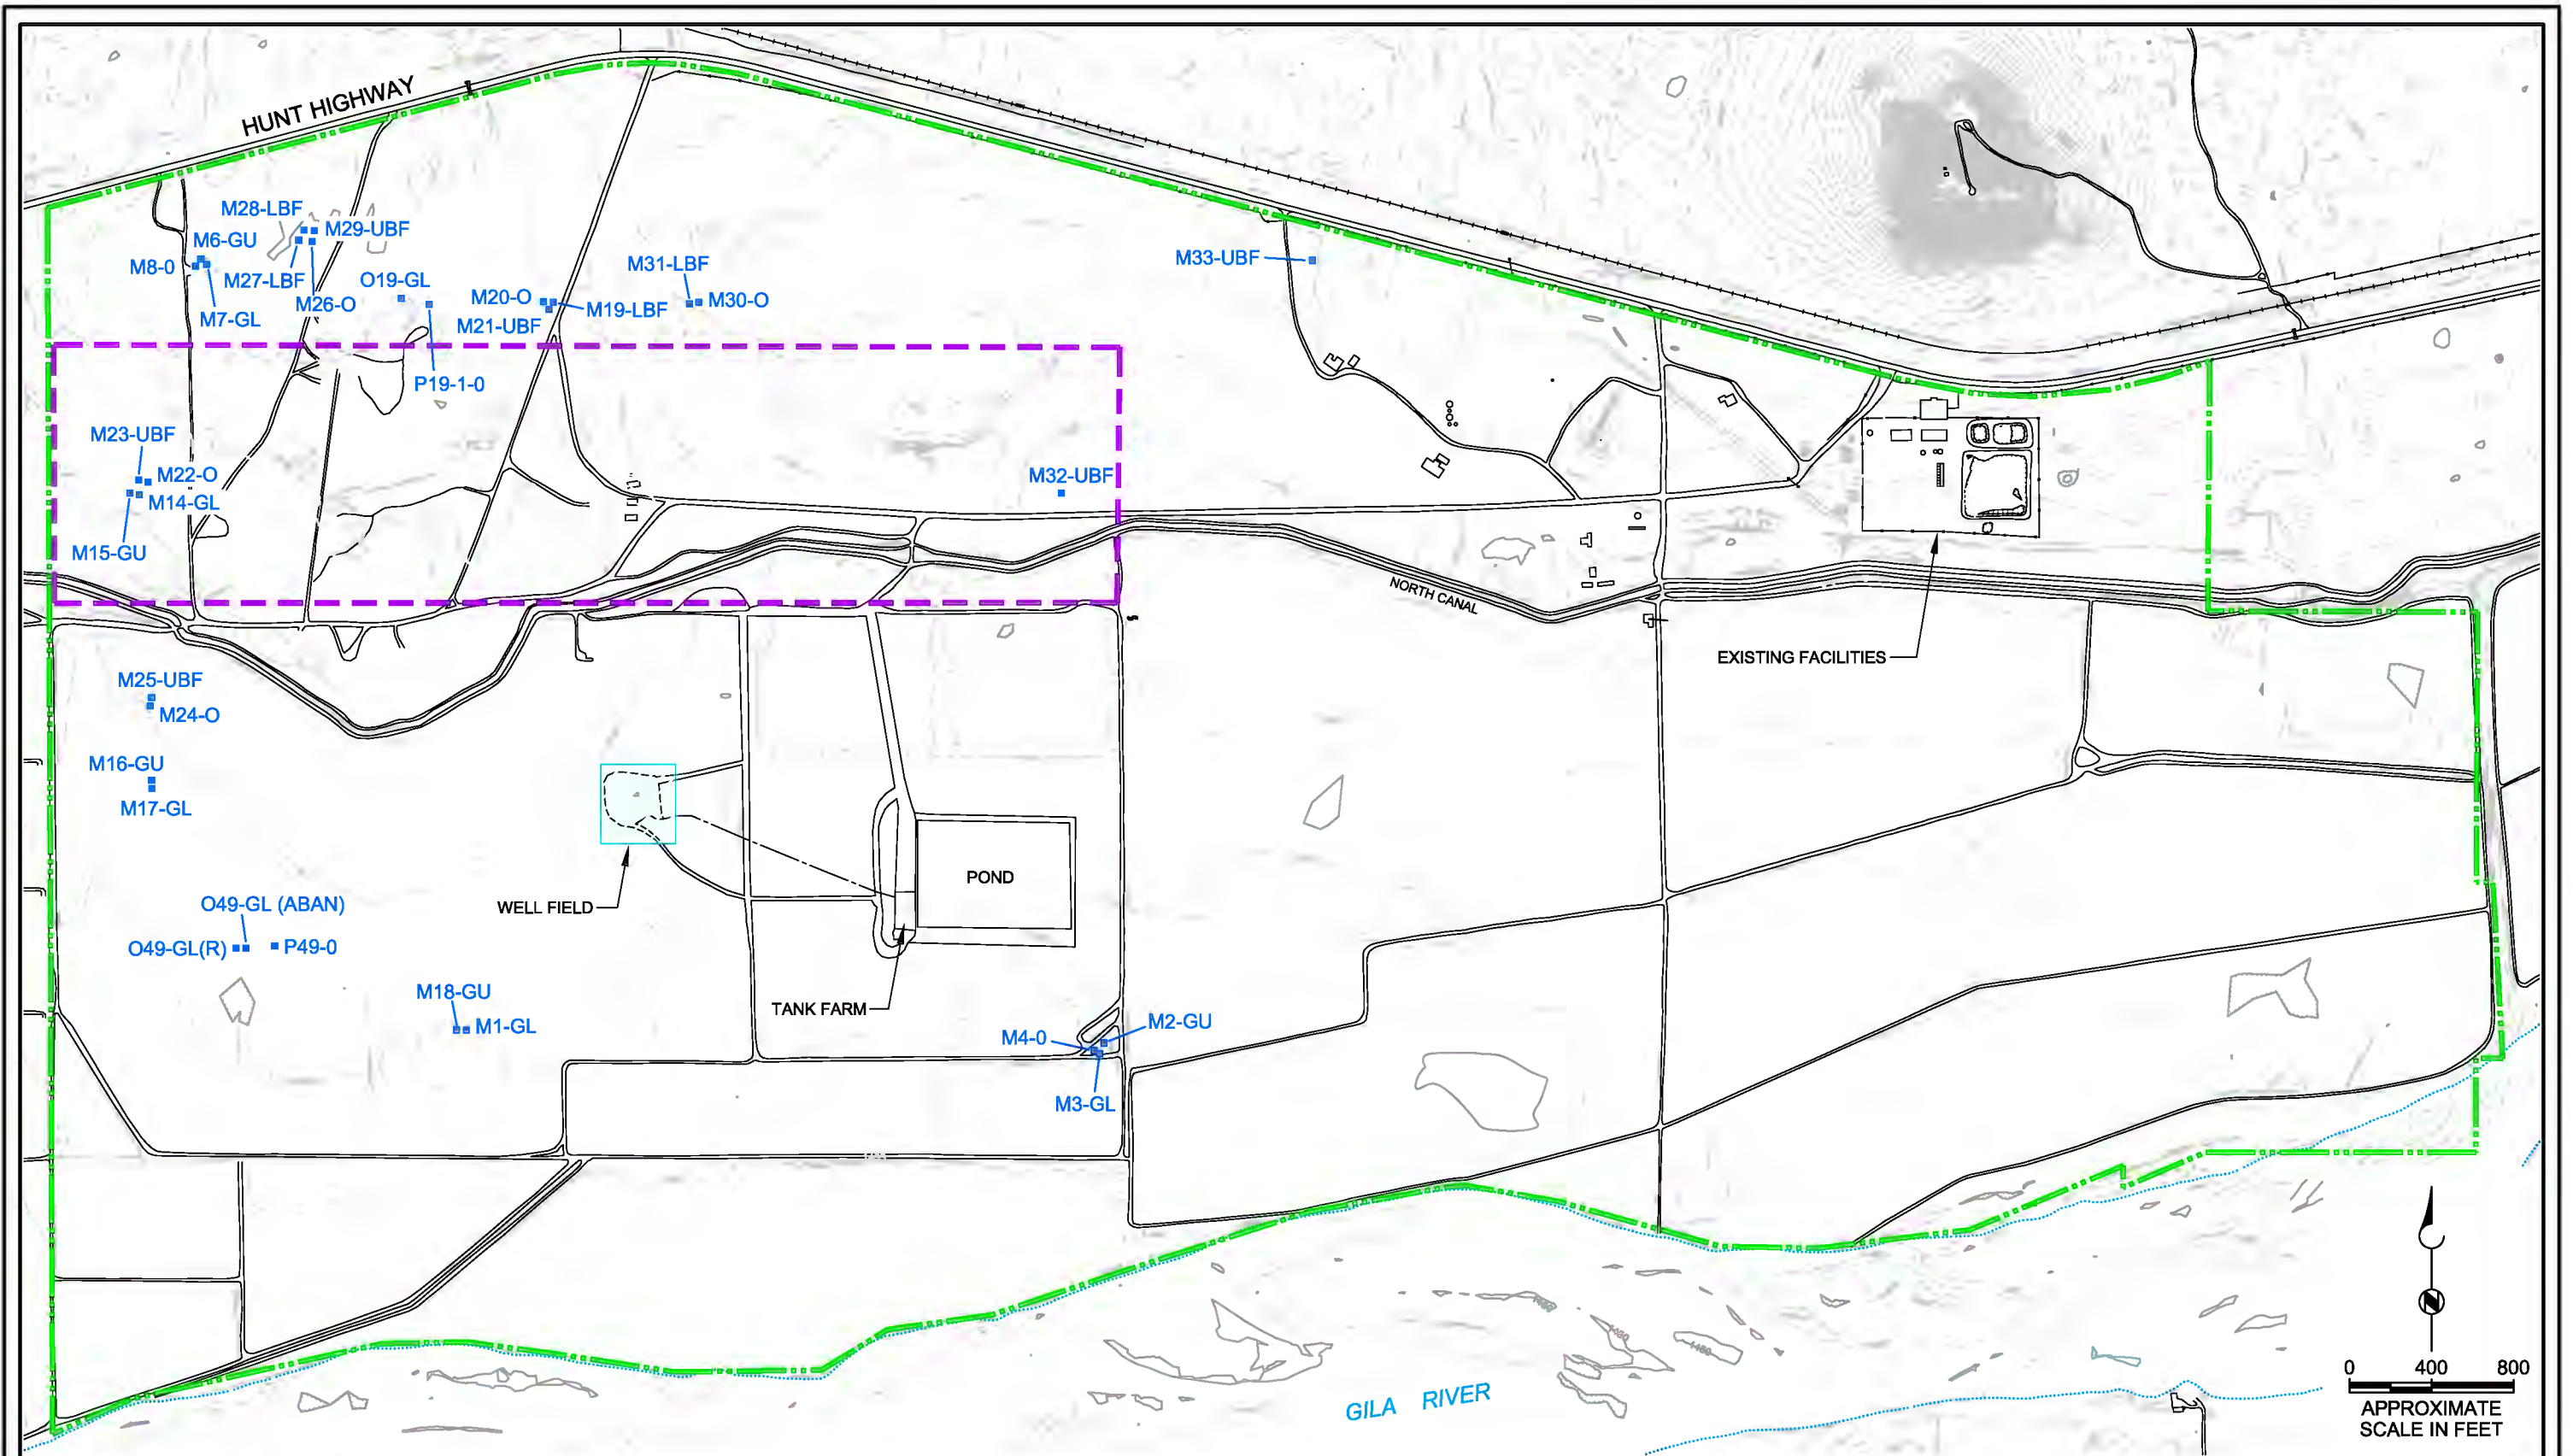 HUNT HIGHWAY
M28-LBF
M29-UBF
M6-GU
M8-0
M27-LBF
M7-GL
M26-O
O19-GL
P19-1-0
M20-O
M19-LBF
M21-UBF
M31-LBF
M30-O
M33-UBF
M23-UBF
M22-O
M14-GL
M15-GU
M32-UBF
NORTH CANAL
EXISTING FACILITIES
M25-UBF
M24-O
M16-GU
M17-GL
WELL FIELD
POND
O49-GL (ABAN)
O49-GL(R)
P49-0
TANK FARM
M18-GU
M1-GL
M4-0
M2-GU
M3-GL
GILA RIVER
N
0 400 800
APPROXIMATE
SCALE IN FEET